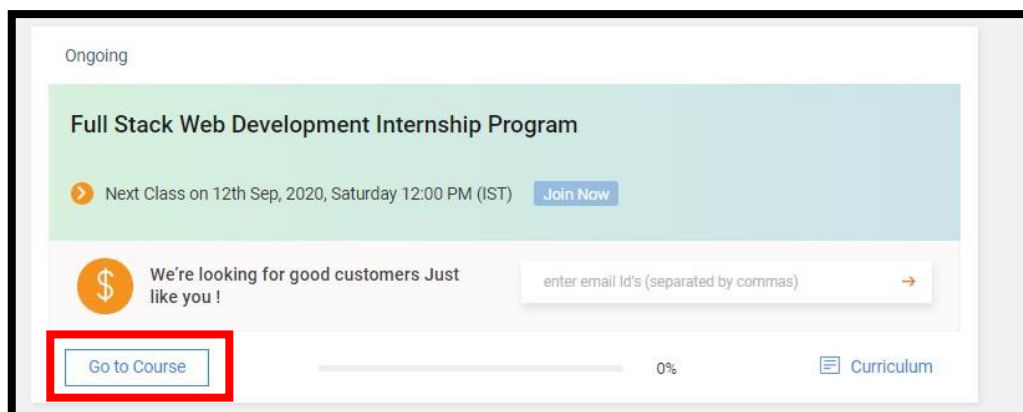 Ongoing
Full Stack Web Development Internship Program
Next Class on 12th Sep, 2020, Saturday 12:00 PM (IST) Join Now
We're looking for good customers Just
like you !
enter email Id's (separated by commas)
Go to Course
0%
Curriculum